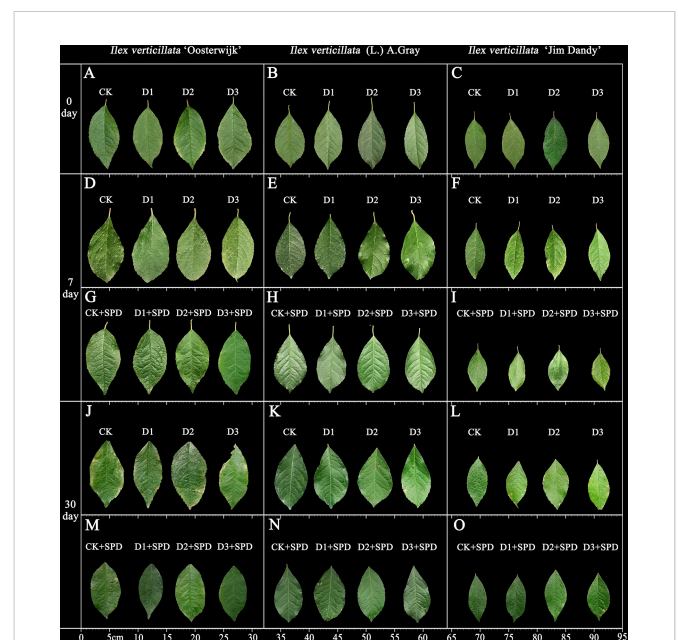 Ilex verticillata ‘Oosterwijk’ Ilex verticillata (L.) A.Gray Ilex verticillata ‘Jim Dandy’
A B C
0 day
CK D1 D2 D3 CK D1 D2 D3 CK D1 D2 D3
D E F
CK D1 D2 D3 CK D1 D2 D3 CK D1 D2 D3
7 day
G H I
CK+SPD D1+SPD D2+SPD D3+SPD CK+SPD D1+SPD D2+SPD D3+SPD CK+SPD D1+SPD D2+SPD D3+SPD
J K L
CK D1 D2 D3 CK D1 D2 D3 CK D1 D2 D3
30 day
M N O
CK+SPD D1+SPD D2+SPD D3+SPD CK+SPD D1+SPD D2+SPD D3+SPD CK+SPD D1+SPD D2+SPD D3+SPD
0 5cm 10 15 20 25 30 35 40 45 50 55 60 65 70 75 80 85 90 95